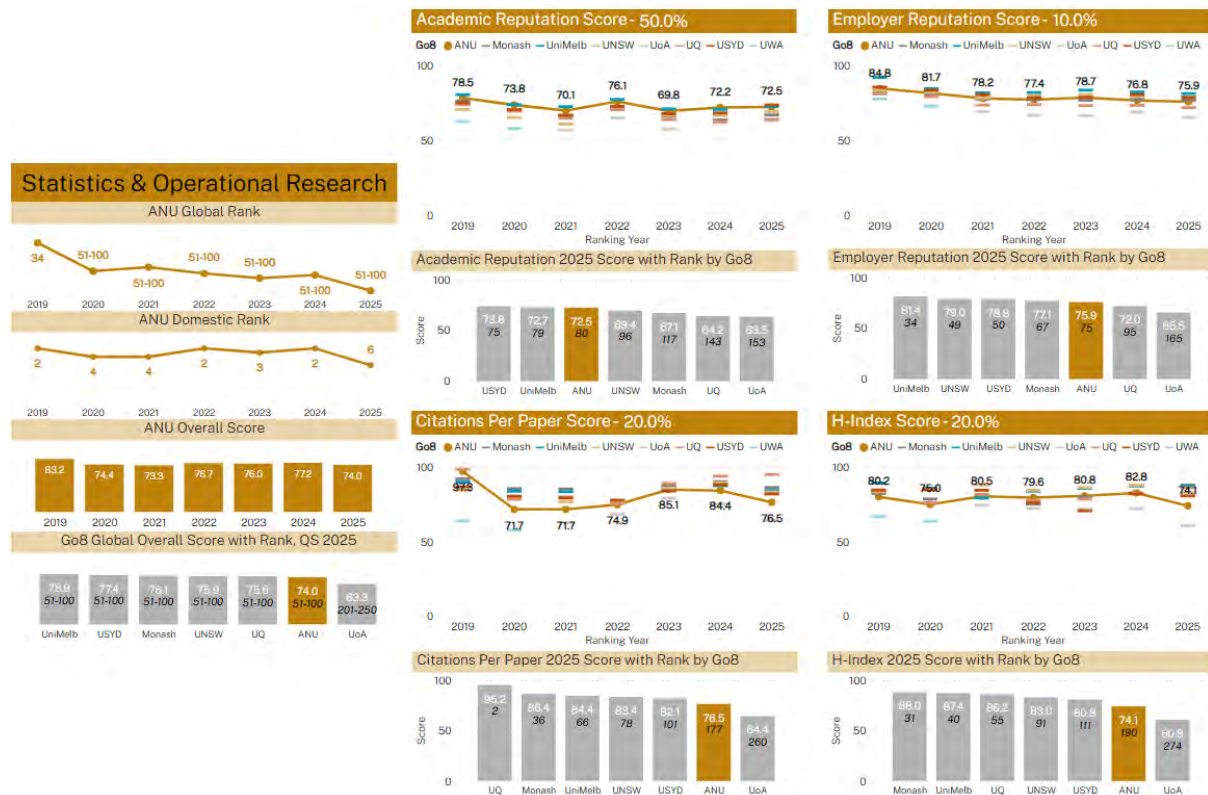 Statistics & Operational Research
ANU Global Rank
34
51-100
51-100
51-100
51-100
51-100
51-100
2019 2020 2021 2022 2023 2024 2025
ANU Domestic Rank
2 4 4 2 3 2 6
2019 2020 2021 2022 2023 2024 2025
ANU Overall Score
83.2 74.4 73.3 76.7 76.0 77.2 74.0
2019 2020 2021 2022 2023 2024 2025
Go8 Global Overall Score with Rank, QS 2025
78.9 77.4 76.1 75.9 75.6 74.0 63.3
51-100 51-100 51-100 51-100 51-100 51-100 201-250
UniMelb USYD Monash UNSW UQ ANU UoA
Academic Reputation Score - 50.0%
Go8 ANU Monash UniMelb UNSW UoA UQ USYD UWA
100
78.5 73.8 70.1 76.1 69.8 72.2 72.5
50
0
2019 2020 2021 2022 2023 2024 2025
Ranking Year
Academic Reputation 2025 Score with Rank by Go8
100
Score
50
0
73.8 72.7 72.5 69.4 67.1 64.2 63.5
75 79 80 96 117 143 153
USYD UniMelb ANU UNSW Monash UQ UoA
Employer Reputation Score - 10.0%
Go8 ANU Monash UniMelb UNSW UoA UQ USYD UWA
100
84.8 81.7 78.2 77.4 78.7 76.8 75.9
50
0
2019 2020 2021 2022 2023 2024 2025
Ranking Year
Employer Reputation 2025 Score with Rank by Go8
100
Score
50
0
81.4 79.0 78.8 77.1 75.9 72.0 65.5
34 49 50 67 75 95 165
UniMelb UNSW USYD Monash ANU UQ UoA
Citations Per Paper Score - 20.0%
Go8 ANU Monash UniMelb UNSW UoA UQ USYD UWA
100
97.3 71.7 71.7 74.9 85.1 84.4 76.5
50
0
2019 2020 2021 2022 2023 2024 2025
Ranking Year
Citations Per Paper 2025 Score with Rank by Go8
100
Score
50
0
95.2 86.4 84.4 83.4 82.1 76.5 64.4
2 36 66 78 101 177 260
UQ Monash UniMelb UNSW USYD ANU UoA
H-Index Score - 20.0%
Go8 ANU Monash UniMelb UNSW UoA UQ USYD UWA
100
80.2 75.0 80.5 79.6 80.8 82.8 74.1
50
0
2019 2020 2021 2022 2023 2024 2025
Ranking Year
H-Index 2025 Score with Rank by Go8
100
Score
50
0
88.0 87.4 86.2 83.0 74.1
31 40 55 91 111 190 274
Monash UniMelb UQ UNSW USYD ANU UoA